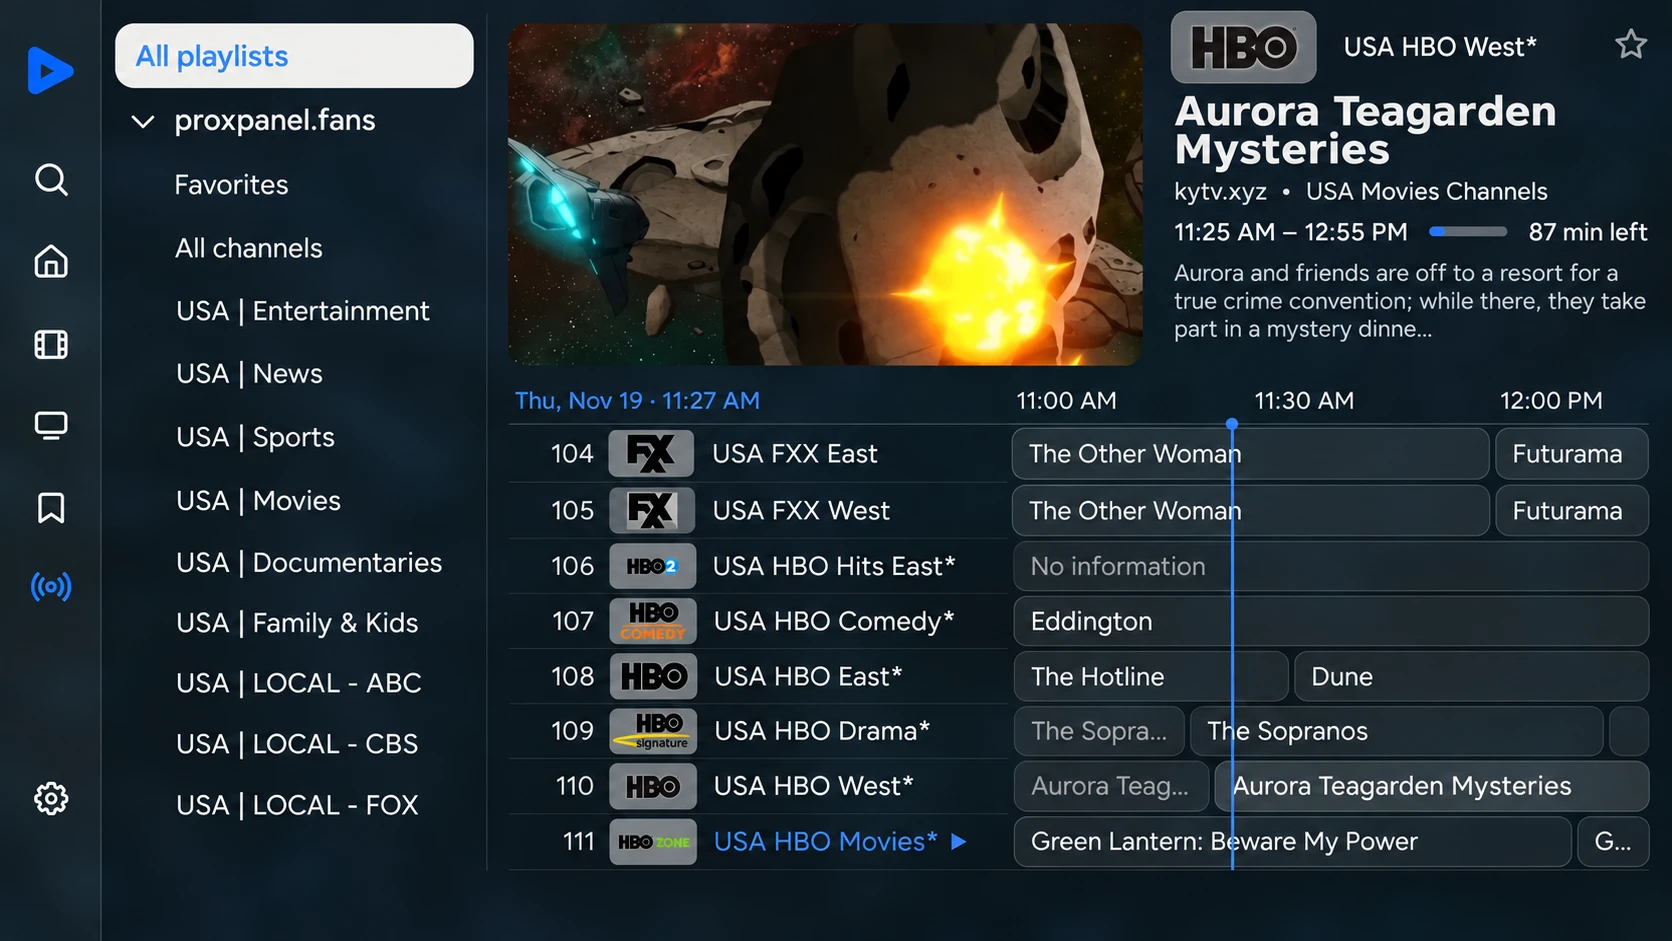 All playlists
proxpanel.fans
Favorites
All channels
USA | Entertainment
USA | News
USA | Sports
USA | Movies
USA | Documentaries
USA | Family & Kids
USA | LOCAL - ABC
USA | LOCAL - CBS
USA | LOCAL - FOX
HBO USA HBO West*
Aurora Teagarden
Mysteries
kytv.xyz • USA Movies Channels
11:25 AM – 12:55 PM 87 min left
Aurora and friends are off to a resort for a
true crime convention; while there, they take
part in a mystery dinne...
Thu, Nov 19 · 11:27 AM 11:00 AM 11:30 AM 12:00 PM
104 FXX USA FXX East The Other Woman Futurama
105 FXX USA FXX West The Other Woman Futurama
106 HBO2 USA HBO Hits East* No information
107 HBO COMEDY USA HBO Comedy* Eddington
108 HBO USA HBO East* The Hotline Dune
109 HBO signature USA HBO Drama* The Sopra... The Sopranos
110 HBO USA HBO West* Aurora Teag... Aurora Teagarden Mysteries
111 HBO ZONE USA HBO Movies* Green Lantern: Beware My Power G...